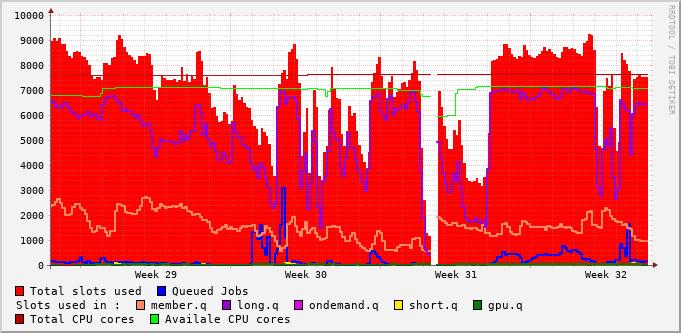 10000
9000
8000
7000
6000
5000
4000
3000
2000
1000
0
Week 29 Week 30 Week 31 Week 32
RRDTOOL / TOBI OETIKER
Total slots used Queued Jobs
Slots used in : member.q long.q ondemand.q short.q gpu.q
Total CPU cores Availale CPU cores